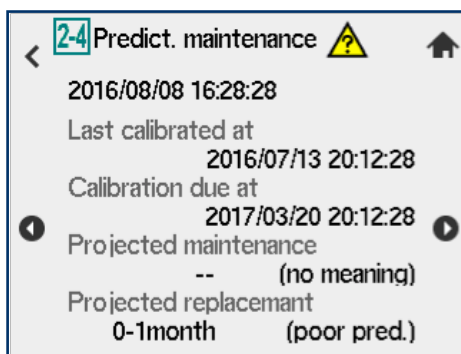 2-4 Predict. maintenance ?
2016/08/08 16:28:28
Last calibrated at
2016/07/13 20:12:28
Calibration due at
2017/03/20 20:12:28
Projected maintenance
-- (no meaning)
Projected replacemant
0-1month (poor pred.)